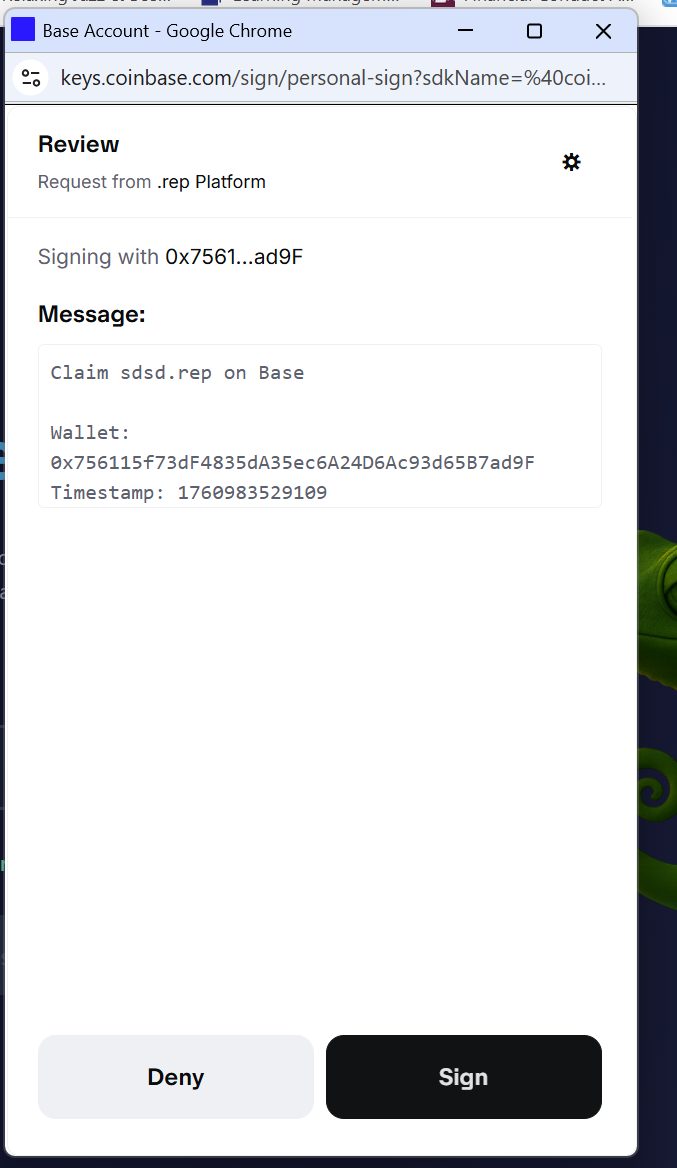 Base Account - Google Chrome
keys.coinbase.com/sign/personal-sign?sdkName=%40coi...
Review
Request from .rep Platform
Signing with 0x7561...ad9F
Message:
Claim sdsd.rep on Base
Wallet:
0x756115f73dF4835dA35ec6A24D6Ac93d65B7ad9F
Timestamp: 1760983529109
Deny
Sign